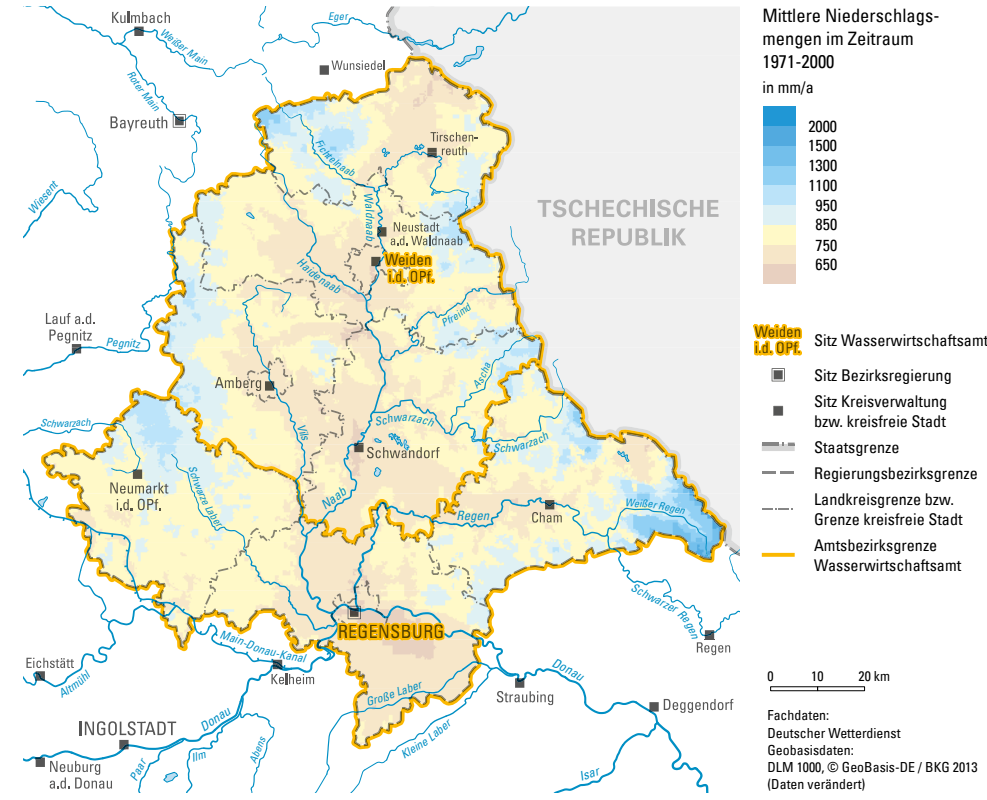 Kulmbach
Weißer Main
Eger
Wunsiedel
Roter Main
Bayreuth
Fichtelnaab
Tirschen-
reuth
Wiesent
Waldnaab
TSCHECHISCHE
REPUBLIK
Neustadt
a.d. Waldnaab
Weiden
i.d. OPf.
Haidenaab
Pfreimd
Lauf a.d.
Pegnitz
Pegnitz
Amberg
Ascha
Schwarzach
Schwarzach
Schwarzach
Vils
Schwandorf
Neumarkt
i.d. OPf.
Schwarze Laber
Naab
Regen
Cham
Weißer Regen
Schwarzer Regen
Regen
REGENSBURG
Main-Donau-Kanal
Eichstätt
Altmühl
Kelheim
Große Laber
Donau
Straubing
Deggendorf
INGOLSTADT
Donau
Kleine Laber
Neuburg
a.d. Donau
Paar
Ilm
Abens
Isar
Mittlere Niederschlags-
mengen im Zeitraum
1971-2000
in mm/a
2000
1500
1300
1100
950
850
750
650
Weiden
i.d. OPf.
Sitz Wasserwirtschaftsamt
Sitz Bezirksregierung
Sitz Kreisverwaltung
bzw. kreisfreie Stadt
Staatsgrenze
Regierungsbezirksgrenze
Landkreisgrenze bzw.
Grenze kreisfreie Stadt
Amtsbezirksgrenze
Wasserwirtschaftsamt
0 10 20 km
Fachdaten:
Deutscher Wetterdienst
Geobasisdaten:
DLM 1000, © GeoBasis-DE / BKG 2013
(Daten verändert)